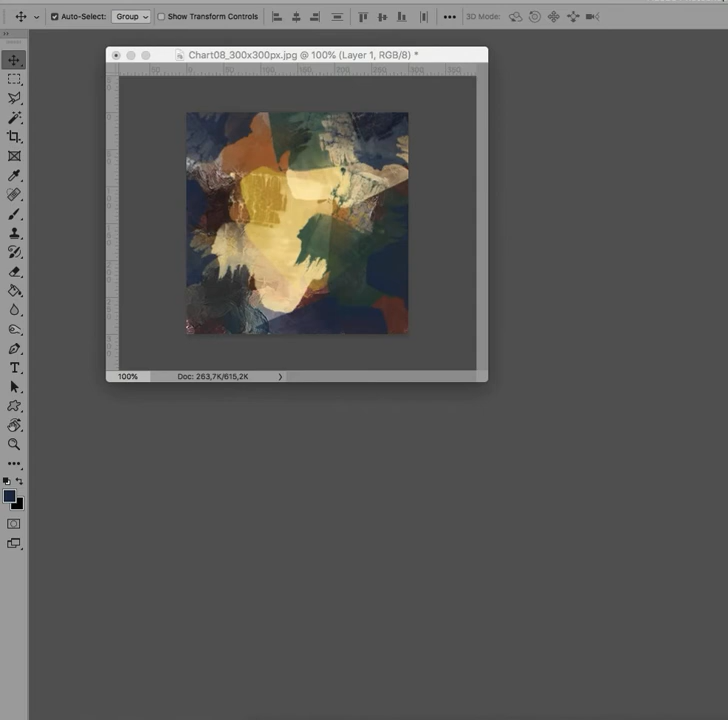 Auto-Select: Group Show Transform Controls 3D Mode:
Chart08_300x300px.jpg @ 100% (Layer 1, RGB/8) *
100% Doc: 263,7K/615,2K